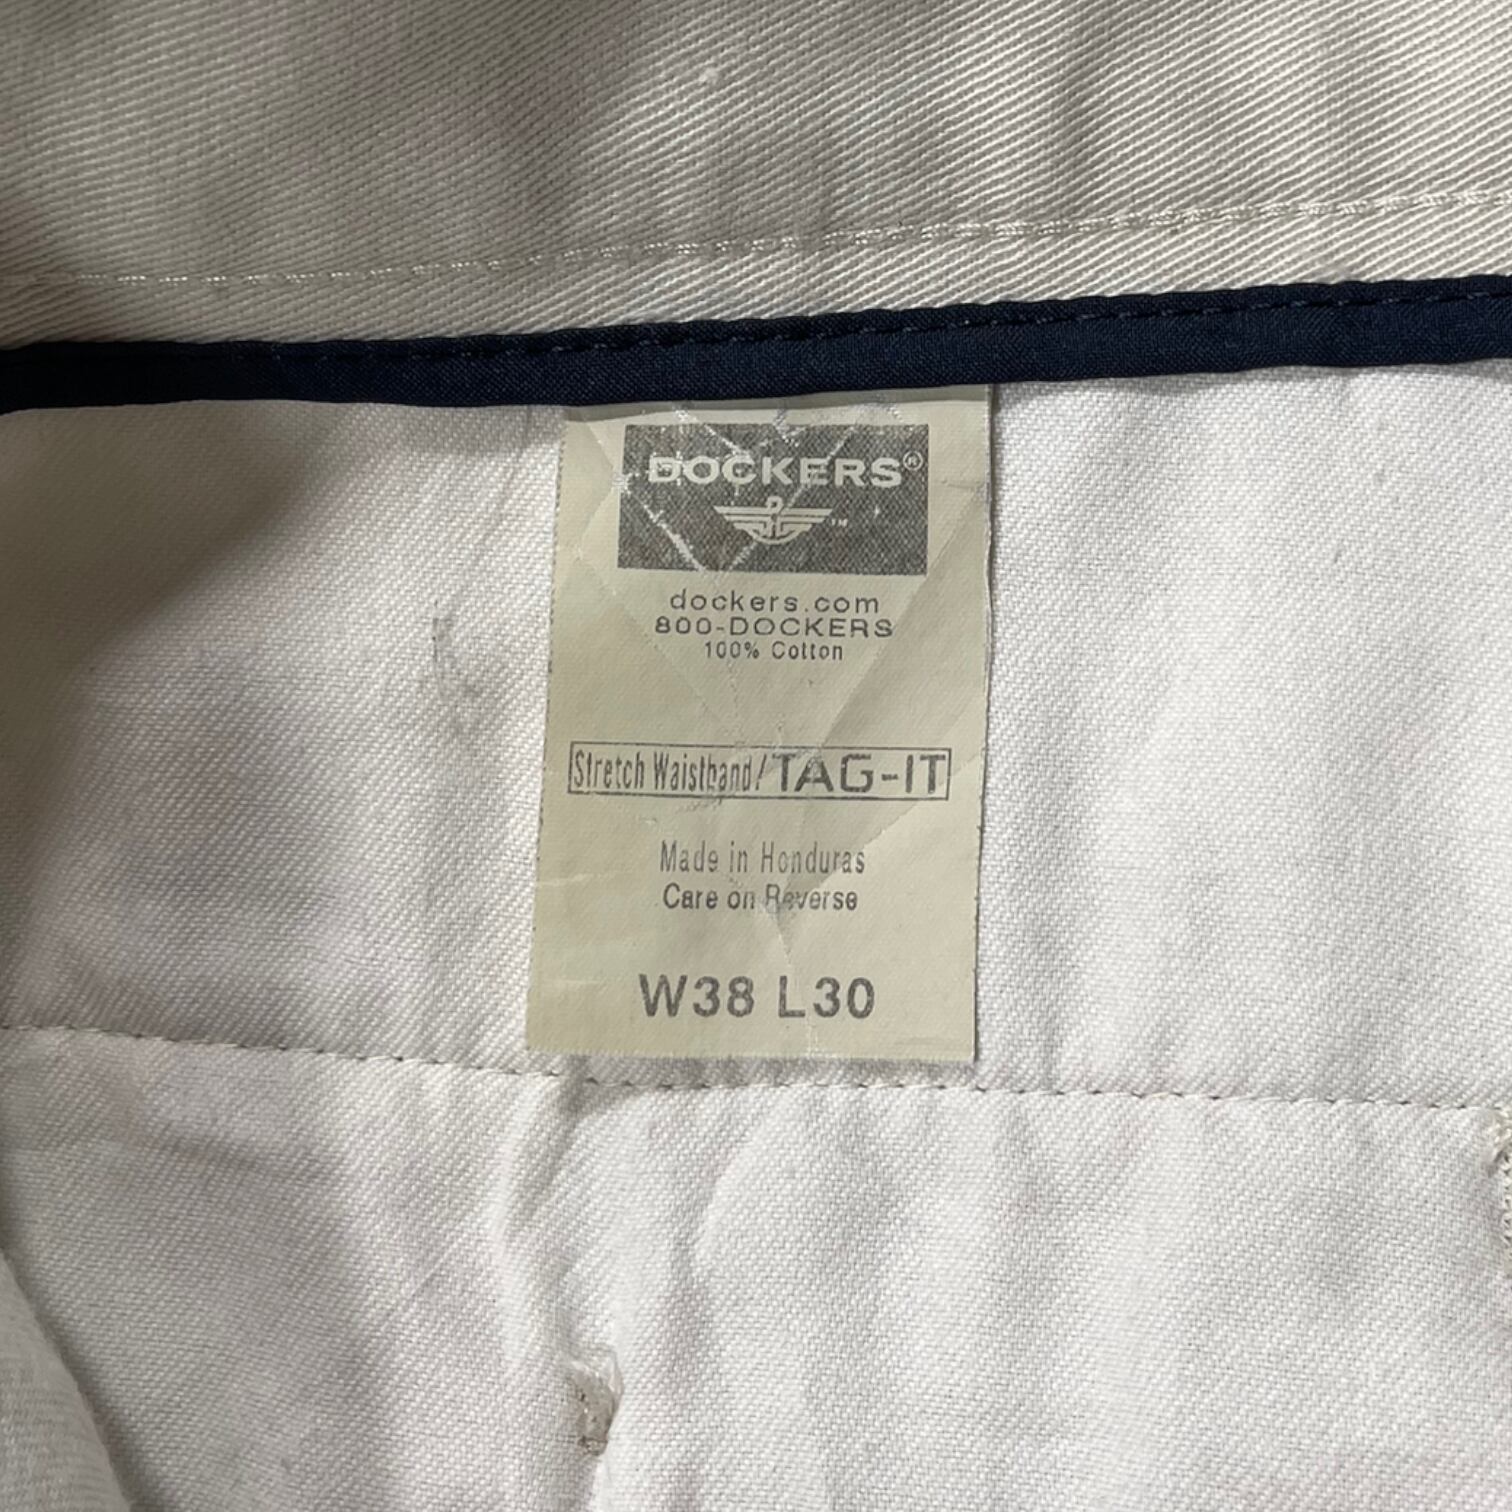 DOCKERS®
™
dockers.com
800-DOCKERS
100% Cotton
Stretch Waistband/TAG-IT
Made in Honduras
Care on Reverse
W38 L30